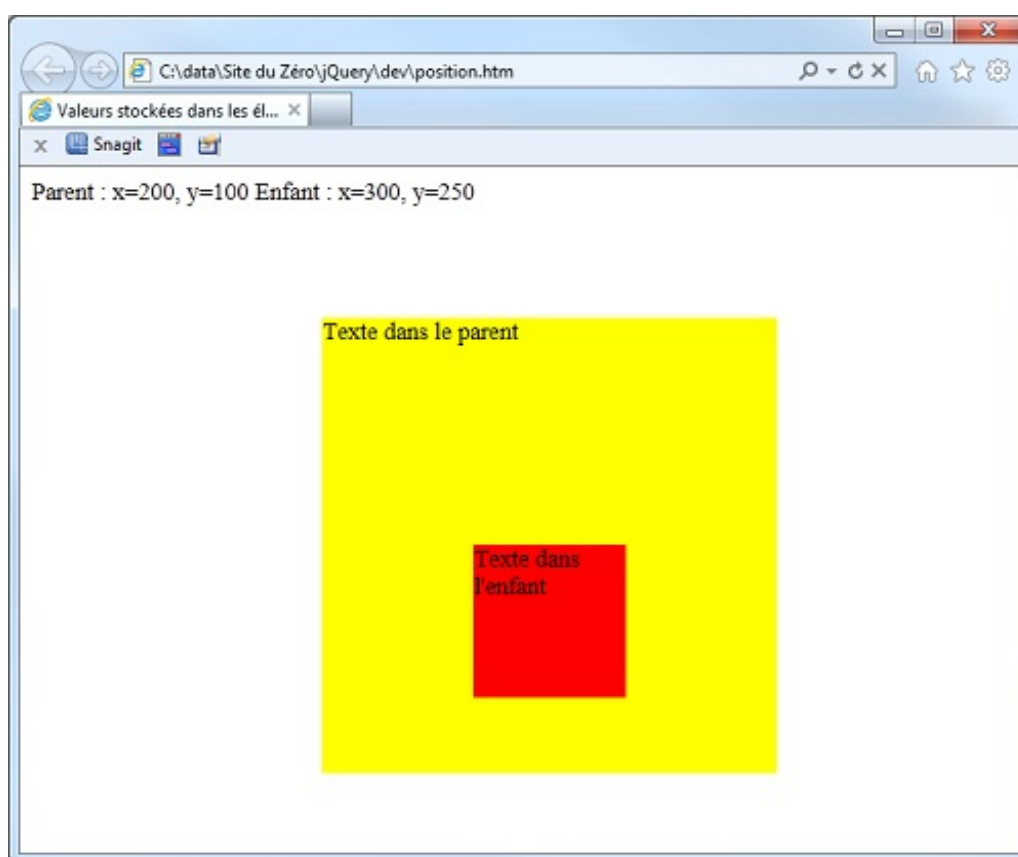 C:\data\Site du Zéro\jQuery\dev\position.htm
Valeurs stockées dans les él...
Snagit
Parent : x=200, y=100 Enfant : x=300, y=250
Texte dans le parent
Texte dans
l'enfant